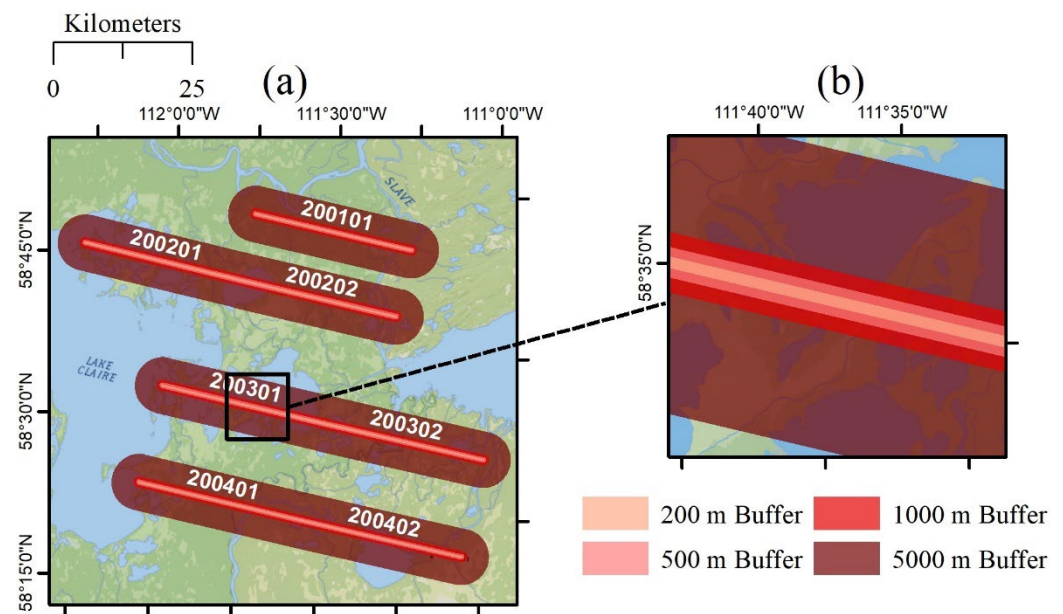 Kilometers
0 25
(a)
112°0'0"W 111°30'0"W 111°0'0"W
58°45'0"N
58°30'0"N
58°15'0"N
SLAVE
200101
200201
200202
LAKE
CLAIRE
200301
200302
200401
200402
(b)
111°40'0"W 111°35'0"W
58°35'0"N
200 m Buffer 1000 m Buffer
500 m Buffer 5000 m Buffer